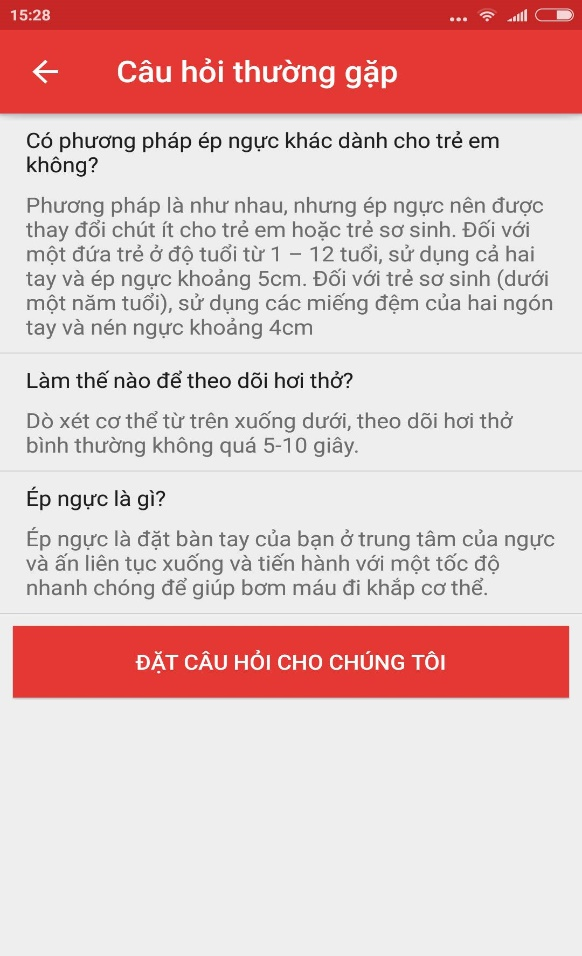 15:28
Câu hỏi thường gặp
Có phương pháp ép ngực khác dành cho trẻ em
không?
Phương pháp là như nhau, nhưng ép ngực nên được
thay đổi chút ít cho trẻ em hoặc trẻ sơ sinh. Đối với
một đứa trẻ ở độ tuổi từ 1 – 12 tuổi, sử dụng cả hai
tay và ép ngực khoảng 5cm. Đối với trẻ sơ sinh (dưới
một năm tuổi), sử dụng các miếng đệm của hai ngón
tay và nén ngực khoảng 4cm
Làm thế nào để theo dõi hơi thở?
Dò xét cơ thể từ trên xuống dưới, theo dõi hơi thở
bình thường không quá 5-10 giây.
Ép ngực là gì?
Ép ngực là đặt bàn tay của bạn ở trung tâm của ngực
và ấn liên tục xuống và tiến hành với một tốc độ
nhanh chóng để giúp bơm máu đi khắp cơ thể.
ĐẶT CÂU HỎI CHO CHÚNG TÔI